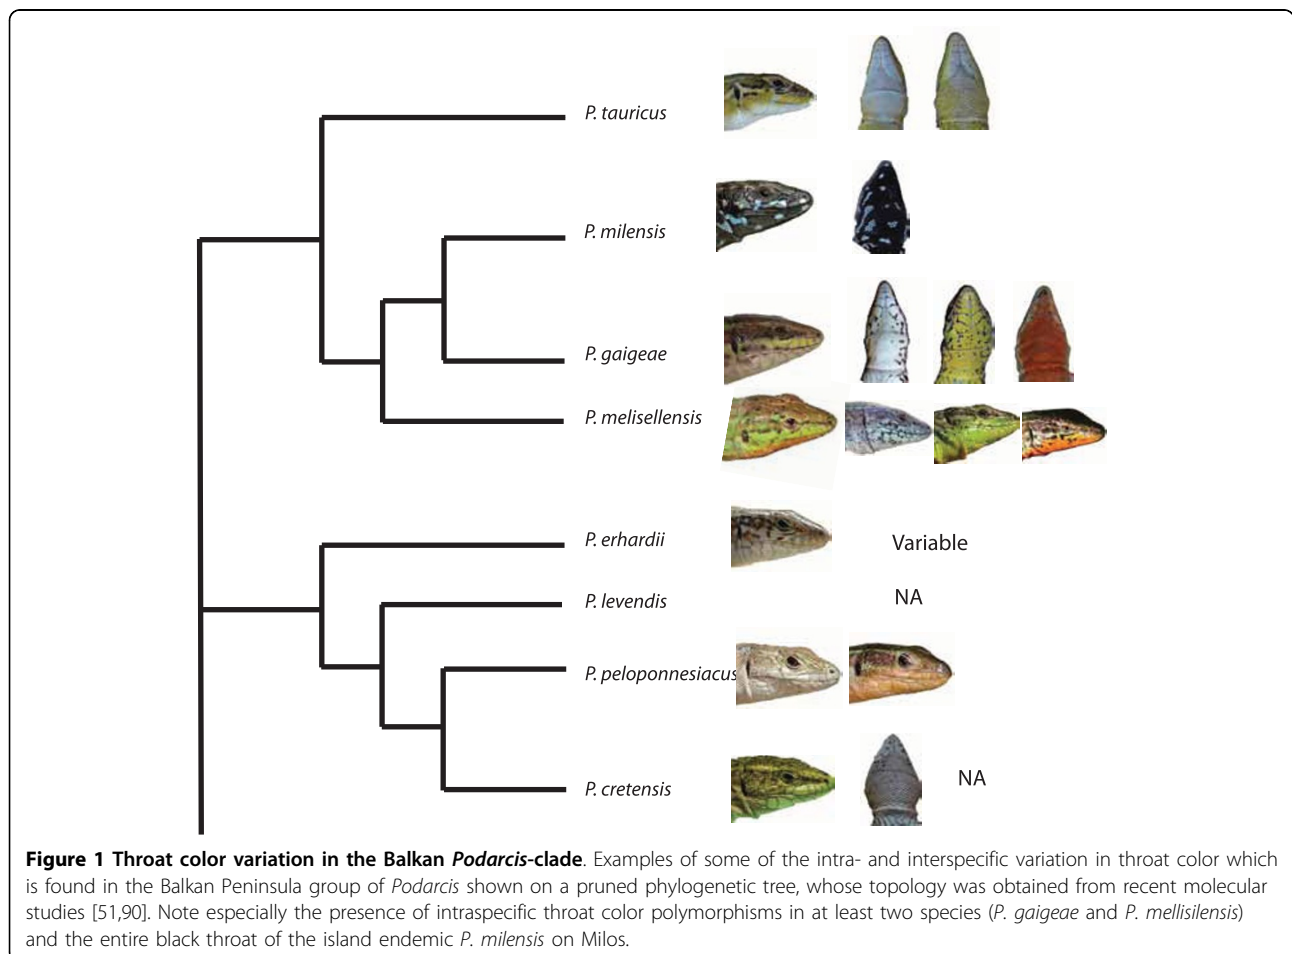 P. tauricus
P. milensis
P. gaigeae
P. melisellensis
P. erhardii
Variable
P. levendis
NA
P. peloponnesiacus
P. cretensis
NA
Figure 1 Throat color variation in the Balkan Podarcis-clade. Examples of some of the intra- and interspecific variation in throat color which
is found in the Balkan Peninsula group of Podarcis shown on a pruned phylogenetic tree, whose topology was obtained from recent molecular
studies [51,90]. Note especially the presence of intraspecific throat color polymorphisms in at least two species (P. gaigeae and P. mellisilensis)
and the entire black throat of the island endemic P. milensis on Milos.